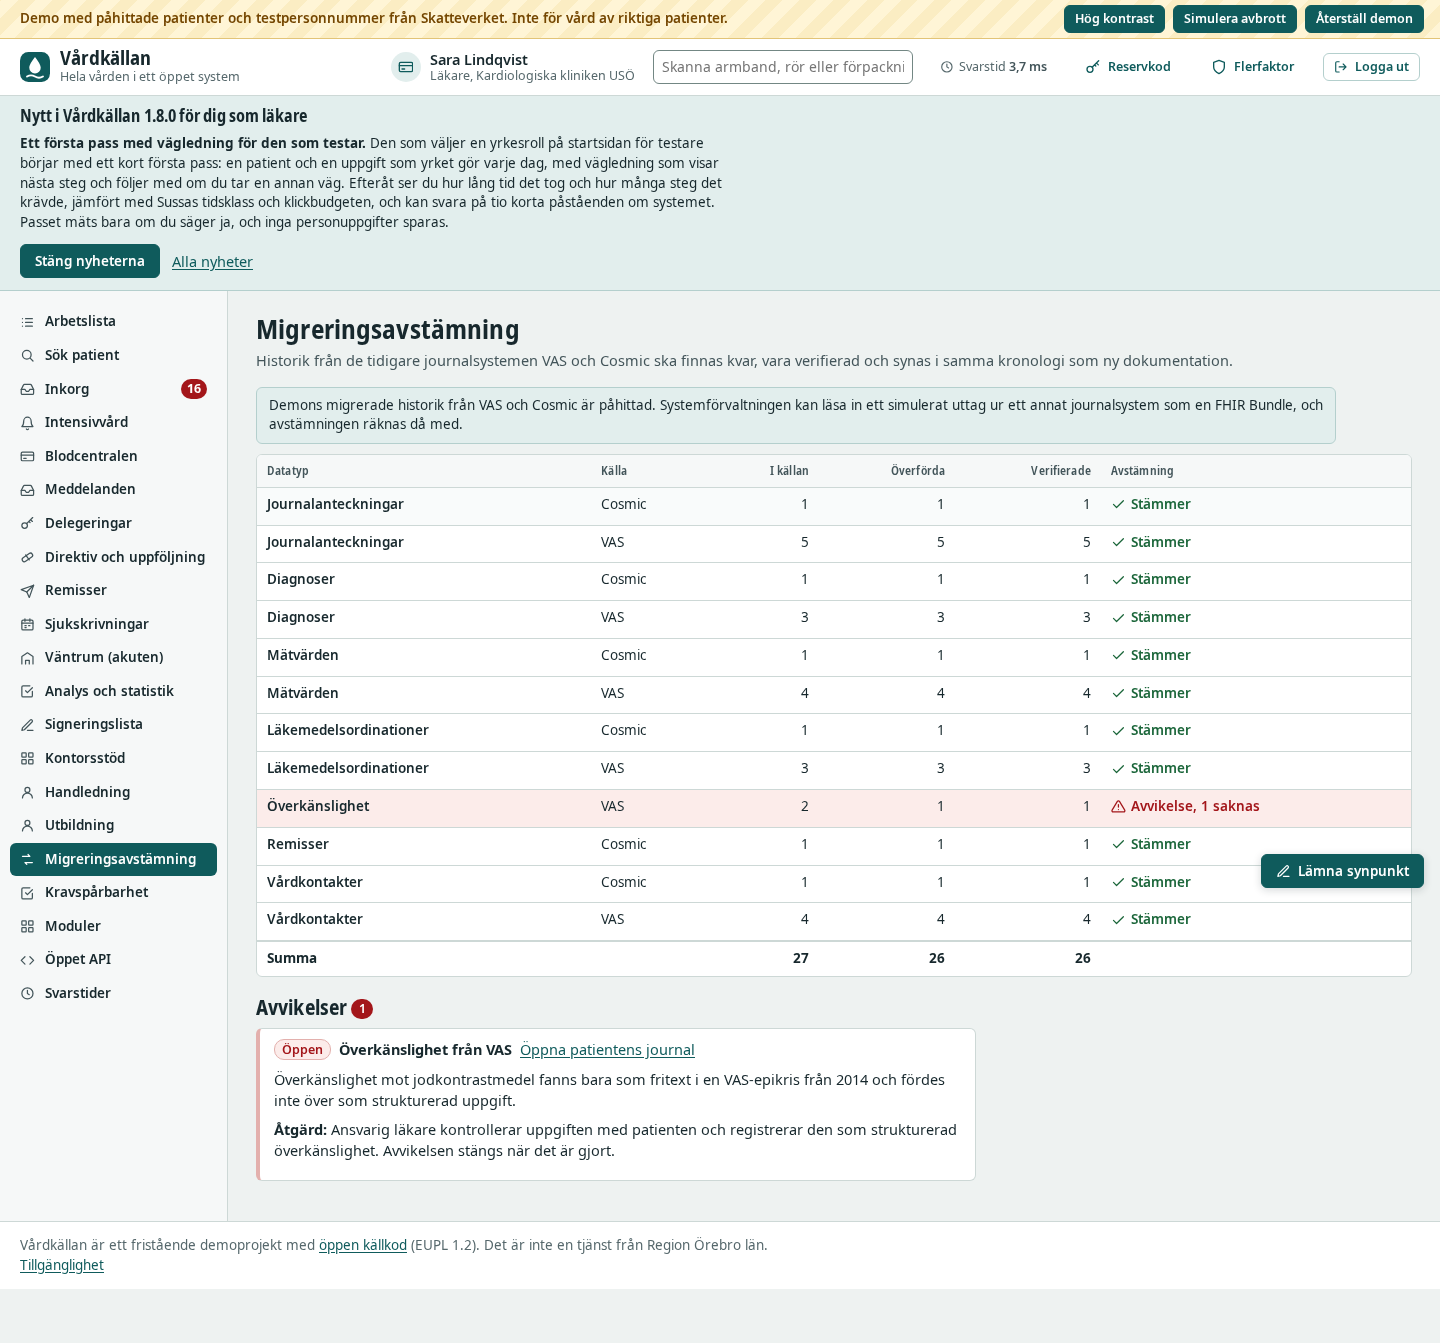 Demo med påhittade patienter och testpersonnummer från Skatteverket. Inte för vård av riktiga patienter.
Hög kontrast
Simulera avbrott
Återställ demon
Vårdkällan
Hela vården i ett öppet system
Sara Lindqvist
Läkare, Kardiologiska kliniken USÖ
Skanna armband, rör eller förpackni
Svarstid 3,7 ms
Reservkod
Flerfaktor
Logga ut
Nytt i Vårdkällan 1.8.0 för dig som läkare
Ett första pass med vägledning för den som testar. Den som väljer en yrkesroll på startsidan för testare
börjar med ett kort första pass: en patient och en uppgift som yrket gör varje dag, med vägledning som visar
nästa steg och följer med om du tar en annan väg. Efteråt ser du hur lång tid det tog och hur många steg det
krävde, jämfört med Sussas tidsklass och klickbudgeten, och kan svara på tio korta påståenden om systemet.
Passet mäts bara om du säger ja, och inga personuppgifter sparas.
Stäng nyheterna
Alla nyheter
Arbetslista
Sök patient
Inkorg 16
Intensivvård
Blodcentralen
Meddelanden
Delegeringar
Direktiv och uppföljning
Remisser
Sjukskrivningar
Väntrum (akuten)
Analys och statistik
Signeringslista
Kontorsstöd
Handledning
Utbildning
Migreringsavstämning
Kravspårbarhet
Moduler
Öppet API
Svarstider
Migreringsavstämning
Historik från de tidigare journalsystemen VAS och Cosmic ska finnas kvar, vara verifierad och synas i samma kronologi som ny dokumentation.
Demons migrerade historik från VAS och Cosmic är påhittad. Systemförvaltningen kan läsa in ett simulerat uttag ur ett annat journalsystem som en FHIR Bundle, och
avstämningen räknas då med.
Datatyp Källa I källan Överförda Verifierade Avstämning
Journalanteckningar Cosmic 1 1 1 Stämmer
Journalanteckningar VAS 5 5 5 Stämmer
Diagnoser Cosmic 1 1 1 Stämmer
Diagnoser VAS 3 3 3 Stämmer
Mätvärden Cosmic 1 1 1 Stämmer
Mätvärden VAS 4 4 4 Stämmer
Läkemedelsordinationer Cosmic 1 1 1 Stämmer
Läkemedelsordinationer VAS 3 3 3 Stämmer
Överkänslighet VAS 2 1 1 Avvikelse, 1 saknas
Remisser Cosmic 1 1 1 Stämmer
Vårdkontakter Cosmic 1 1 1 Stämmer
Vårdkontakter VAS 4 4 4 Stämmer
Summa 27 26 26
Lämna synpunkt
Avvikelser 1
Öppen Överkänslighet från VAS Öppna patientens journal
Överkänslighet mot jodkontrastmedel fanns bara som fritext i en VAS-epikris från 2014 och fördes
inte över som strukturerad uppgift.
Åtgärd: Ansvarig läkare kontrollerar uppgiften med patienten och registrerar den som strukturerad
överkänslighet. Avvikelsen stängs när det är gjort.
Vårdkällan är ett fristående demoprojekt med öppen källkod (EUPL 1.2). Det är inte en tjänst från Region Örebro län.
Tillgänglighet